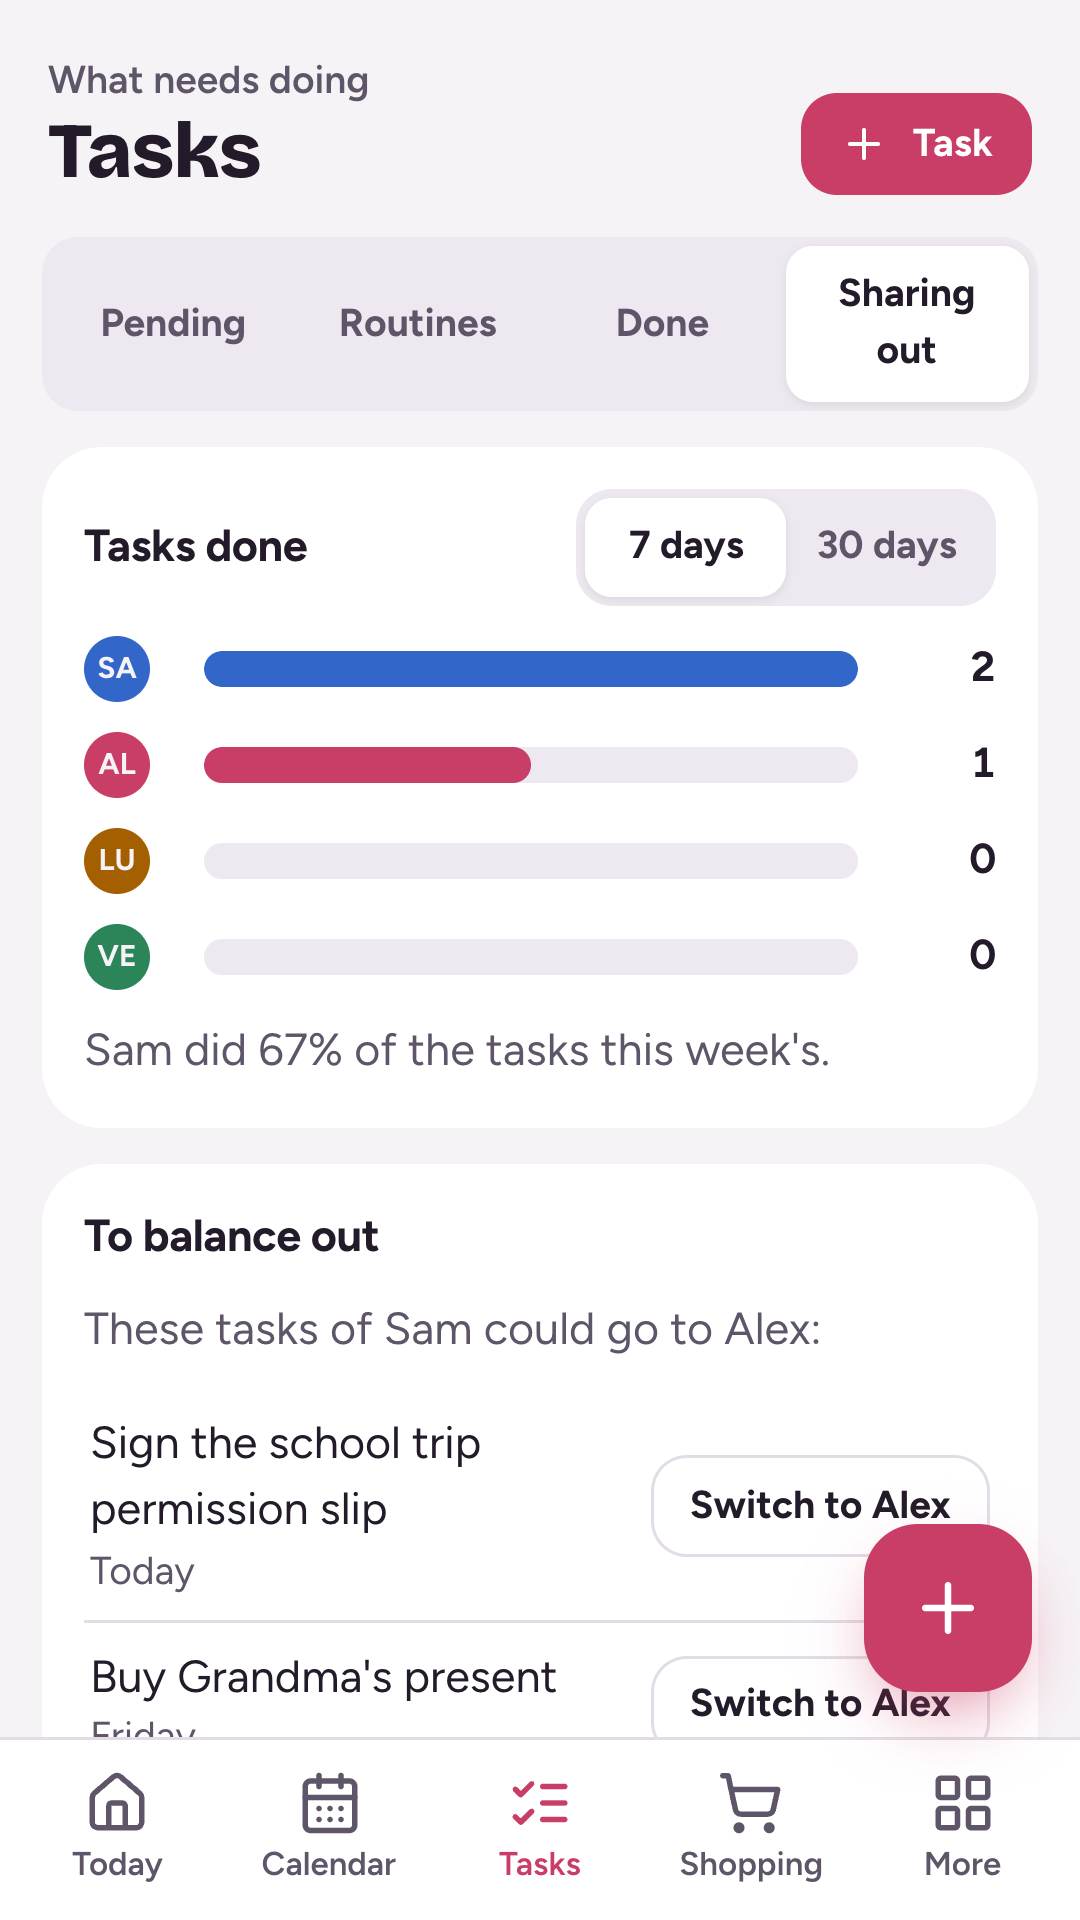 What needs doing
Tasks
Task
Pending
Routines
Done
Sharing
out
Tasks done
7 days
30 days
SA
2
AL
1
LU
0
VE
0
Sam did 67% of the tasks this week's.
To balance out
These tasks of Sam could go to Alex:
Sign the school trip
permission slip
Today
Switch to Alex
Buy Grandma's present
Friday
Switch to Alex
Today
Calendar
Tasks
Shopping
More